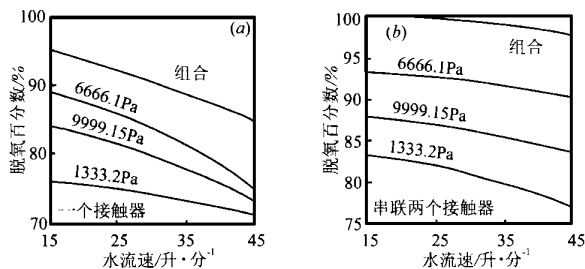 100
90
80
70
脱氧百分数/%
(a)
组合
6666.1Pa
9999.15Pa
1333.2Pa
一个接触器
15 25 35 45
水流速/升·分⁻¹
100
95
90
85
80
75
脱氧百分数/%
(b)
组合
6666.1Pa
9999.15Pa
1333.2Pa
串联两个接触器
15 25 35 45
水流速/升·分⁻¹